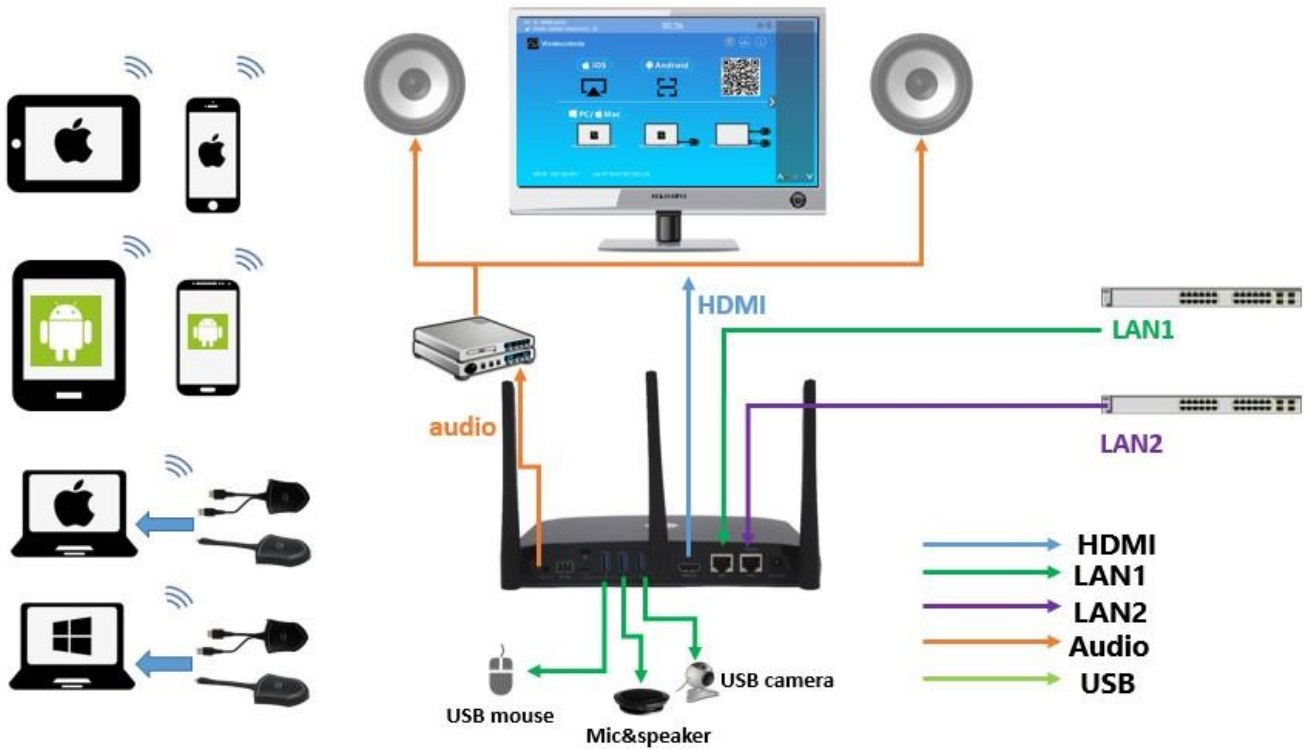 WirelessMedia
iOS
Android
PC/ Mac
HDMI
LAN1
audio
LAN2
HDMI
LAN1
LAN2
Audio
USB
USB camera
USB mouse
Mic&speaker